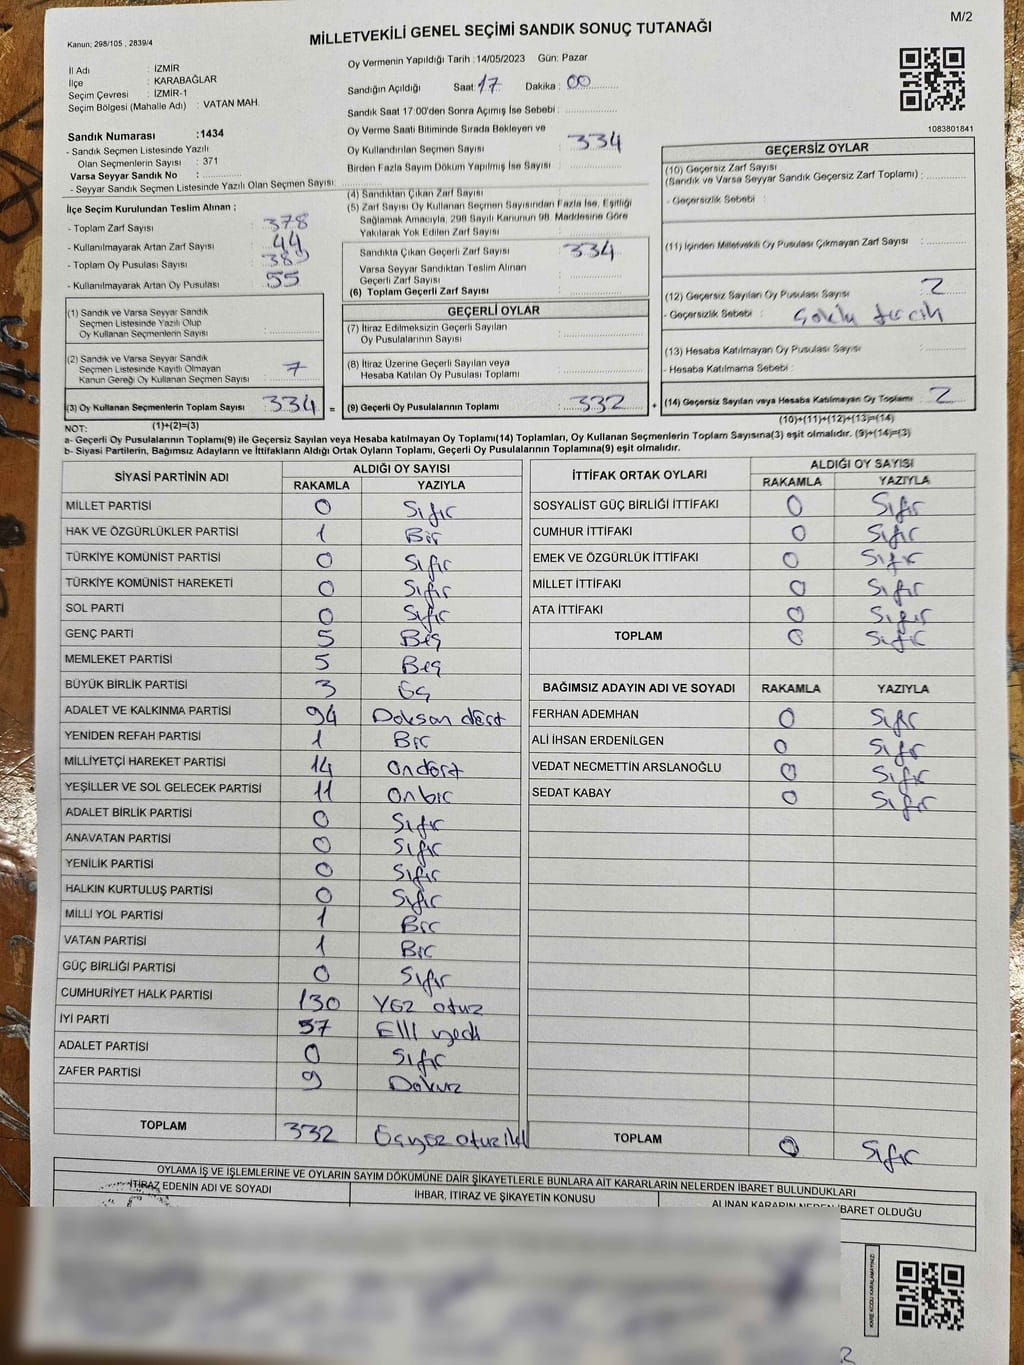 M/2
MİLLETVEKİLİ GENEL SEÇİMİ SANDIK SONUÇ TUTANAĞI
Kanun; 298/105 , 2839/4
İl Adı : İZMİR
İlçe : KARABAĞLAR
Seçim Çevresi : İZMİR-1
Seçim Bölgesi (Mahalle Adı) : VATAN MAH.
Sandık Numarası :1434
- Sandık Seçmen Listesinde Yazılı
Olan Seçmenlerin Sayısı : 371
Varsa Seyyar Sandık No :
- Seyyar Sandık Seçmen Listesinde Yazılı Olan Seçmen Sayısı:
Oy Vermenin Yapıldığı Tarih :14/05/2023 Gün: Pazar
Sandığın Açıldığı Saat: 17 Dakika : 00
Sandık Saat 17:00'den Sonra Açımış İse Sebebi :
Oy Verme Saati Bitiminde Sırada Bekleyen ve
Oy Kullandırılan Seçmen Sayısı : 334
Birden Fazla Sayım Döküm Yapılmış İse Sayısı :
1083801841
İlçe Seçim Kurulundan Teslim Alınan ;
- Toplam Zarf Sayısı : 378
- Kullanılmayarak Artan Zarf Sayısı : 44
- Toplam Oy Pusulası Sayısı : 389
- Kullanılmayarak Artan Oy Pusulası : 55
(4) Sandıktan Çıkan Zarf Sayısı :
(5) Zarf Sayısı Oy Kullanan Seçmen Sayısından Fazla İse, Eşitliği
Sağlamak Amacıyla, 298 Sayılı Kanunun 98. Maddesine Göre
Yakılarak Yok Edilen Zarf Sayısı :
Sandıkta Çıkan Geçerli Zarf Sayısı : 334
Varsa Seyyar Sandıktan Teslim Alınan
Geçerli Zarf Sayısı :
(6) Toplam Geçerli Zarf Sayısı :
GEÇERSİZ OYLAR
(10) Geçersiz Zarf Sayısı
(Sandık ve Varsa Seyyar Sandık Geçersiz Zarf Toplamı) :
- Geçersizlik Sebebi :
(11) İçinden Milletvekili Oy Pusulası Çıkmayan Zarf Sayısı :
(12) Geçersiz Sayılan Oy Pusulası Sayısı : 2
- Geçersizlik Sebebi : Çoklu tercih
(13) Hesaba Katılmayan Oy Pusulası Sayısı :
- Hesaba Katılmama Sebebi :
(14) Geçersiz Sayılan veya Hesaba Katılmayan Oy Toplamı : 2
(10)+(11)+(12)+(13)=(14)
(1) Sandık ve Varsa Seyyar Sandık
Seçmen Listesinde Yazılı Olup
Oy Kullanan Seçmenlerin Sayısı :
(2) Sandık ve Varsa Seyyar Sandık
Seçmen Listesinde Kayıtlı Olmayan
Kanun Gereği Oy Kullanan Seçmen Sayısı : 7
(3) Oy Kullanan Seçmenlerin Toplam Sayısı : 334 =
(1)+(2)=(3)
GEÇERLİ OYLAR
(7) İtiraz Edilmeksizin Geçerli Sayılan
Oy Pusulalarının Sayısı :
(8) İtiraz Üzerine Geçerli Sayılan veya
Hesaba Katılan Oy Pusulası Toplamı :
(9) Geçerli Oy Pusulalarının Toplamı : 332 +
NOT:
a- Geçerli Oy Pusulalarının Toplamı(9) ile Geçersiz Sayılan veya Hesaba katılmayan Oy Toplamı(14) Toplamları, Oy Kullanan Seçmenlerin Toplam Sayısına(3) eşit olmalıdır. (9)+(14)=(3)
b- Siyasi Partilerin, Bağımsız Adayların ve İttifakların Aldığı Ortak Oyların Toplamı, Geçerli Oy Pusulalarının Toplamına(9) eşit olmalıdır.
SİYASİ PARTİNİN ADI ALDIĞI OY SAYISI
RAKAMLA YAZIYLA
MİLLET PARTİSİ 0 Sıfır
HAK VE ÖZGÜRLÜKLER PARTİSİ 1 Bir
TÜRKİYE KOMÜNİST PARTİSİ 0 Sıfır
TÜRKİYE KOMÜNİST HAREKETİ 0 Sıfır
SOL PARTİ 0 Sıfır
GENÇ PARTİ 5 Beş
MEMLEKET PARTİSİ 5 Beş
BÜYÜK BİRLİK PARTİSİ 3 Üç
ADALET VE KALKINMA PARTİSİ 94 Doksan dört
YENİDEN REFAH PARTİSİ 1 Bir
MİLLİYETÇİ HAREKET PARTİSİ 14 Ondört
YEŞİLLER VE SOL GELECEK PARTİSİ 11 Onbir
ADALET BİRLİK PARTİSİ 0 Sıfır
ANAVATAN PARTİSİ 0 Sıfır
YENİLİK PARTİSİ 0 Sıfır
HALKIN KURTULUŞ PARTİSİ 0 Sıfır
MİLLİ YOL PARTİSİ 1 Bir
VATAN PARTİSİ 1 Bir
GÜÇ BİRLİĞİ PARTİSİ 0 Sıfır
CUMHURİYET HALK PARTİSİ 130 Yüz otuz
İYİ PARTİ 57 Elli yedi
ADALET PARTİSİ 0 Sıfır
ZAFER PARTİSİ 9 Dokuz
TOPLAM 332 Üçyüz otuz iki
İTTİFAK ORTAK OYLARI ALDIĞI OY SAYISI
RAKAMLA YAZIYLA
SOSYALİST GÜÇ BİRLİĞİ İTTİFAKI 0 Sıfır
CUMHUR İTTİFAKI 0 Sıfır
EMEK VE ÖZGÜRLÜK İTTİFAKI 0 Sıfır
MİLLET İTTİFAKI 0 Sıfır
ATA İTTİFAKI 0 Sıfır
TOPLAM 0 Sıfır
BAĞIMSIZ ADAYIN ADI VE SOYADI RAKAMLA YAZIYLA
FERHAN ADEMHAN 0 Sıfır
ALİ İHSAN ERDENİLGEN 0 Sıfır
VEDAT NECMETTİN ARSLANOĞLU 0 Sıfır
SEDAT KABAY 0 Sıfır
TOPLAM 0 Sıfır
OYLAMA İŞ VE İŞLEMLERİNE VE OYLARIN SAYIM DÖKÜMÜNE DAİR ŞİKAYETLERLE BUNLARA AİT KARARLARIN NELERDEN İBARET BULUNDUKLARI
İTİRAZ EDENİN ADI VE SOYADI İHBAR, İTİRAZ VE ŞİKAYETİN KONUSU ALINAN KARARIN NEDEN İBARET OLDUĞU
KARE KODU KARALAMAYINIZ!